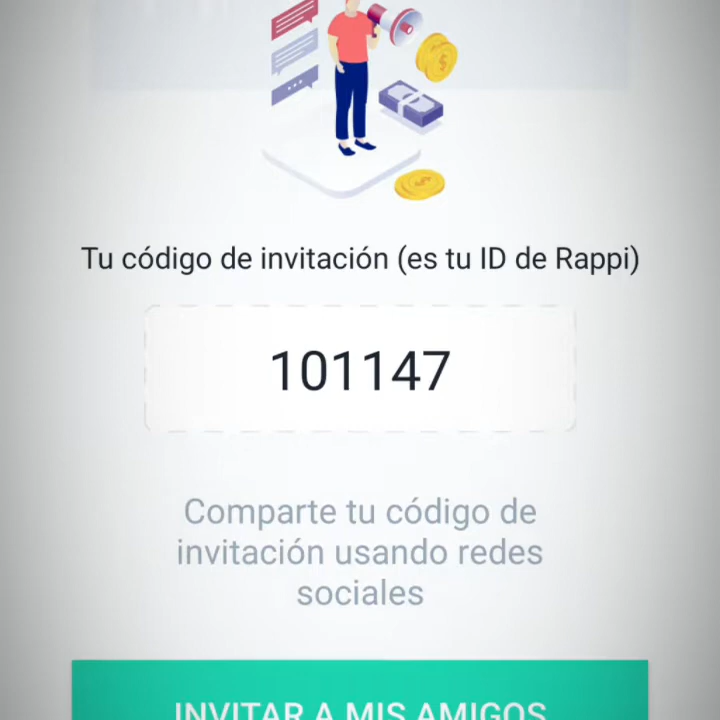 Tu código de invitación (es tu ID de Rappi)
101147
Comparte tu código de
invitación usando redes
sociales
INVITAR A MIS AMIGOS